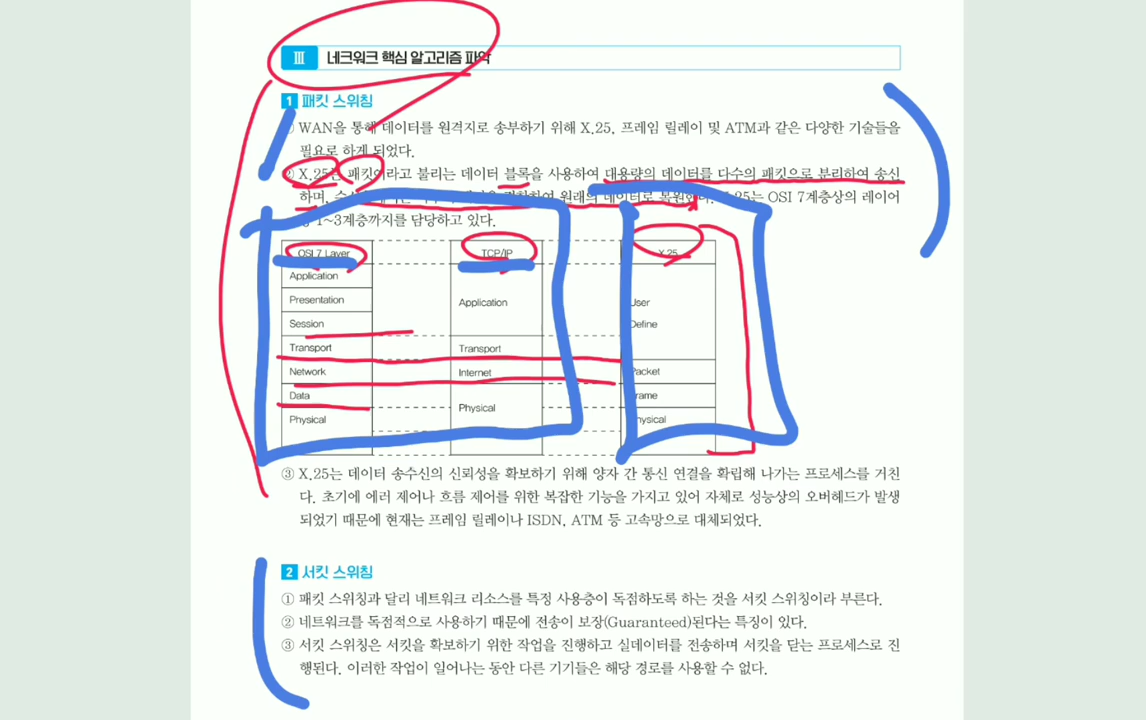 Ⅲ 네크워크 핵심 알고리즘 파악
1 패킷 스위칭
WAN을 통해 데이터를 원격지로 송부하기 위해 X.25, 프레임 릴레이 및 ATM과 같은 다양한 기술들을
필요로 하게 되었다.
② X.25는 패킷이라고 불리는 데이터 블록을 사용하여 대용량의 데이터를 다수의 패킷으로 분리하여 송신
하며, 원래의 데이터로 OSI 7계층상의 레이어
1~3계층까지를 담당하고 있다.
OSI 7 Layer TCP/IP X.25
Application
Presentation Application User
Session Define
Transport Transport
Network Internet Packet
Data Frame
Physical Physical Physical
③ X.25는 데이터 송수신의 신뢰성을 확보하기 위해 양자 간 통신 연결을 확립해 나기는 프로세스를 거친
다. 초기에 에러 제어나 흐름 제어를 위한 복잡한 기능을 가지고 있어 자체로 성능상의 오버헤드가 발생
되었기 때문에 현재는 프레임 릴레이나 ISDN, ATM 등 고속망으로 대체되었다.
2 서킷 스위칭
① 패킷 스위칭과 달리 네트워크 리소스를 특정 사용층이 독점하도록 하는 것을 서킷 스위칭이라 부른다.
② 네트워크를 독점적으로 사용하기 때문에 전송이 보장(Guaranteed)된다는 특징이 있다.
③ 서킷 스위칭은 서킷을 확보하기 위한 작업을 진행하고 실데이터를 전송하며 서킷을 닫는 프로세스로 진
행된다. 이러한 작업이 일어나는 동안 다른 기기들은 해당 경로를 사용할 수 없다.